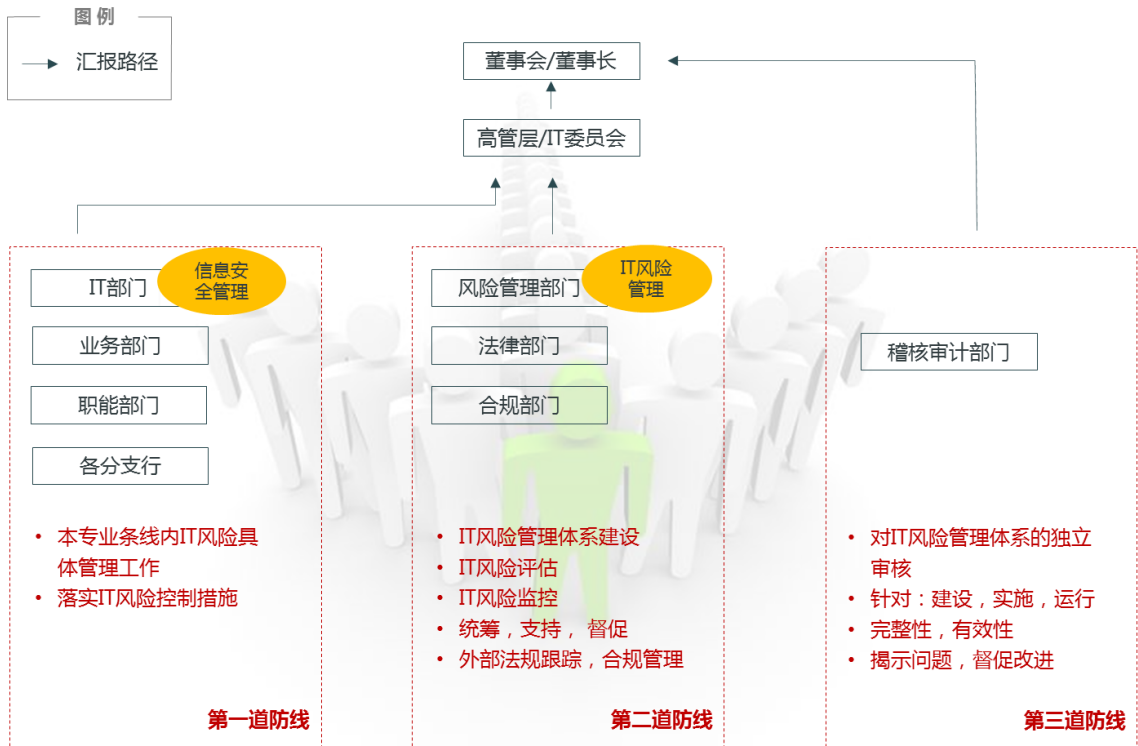 图 例
汇报路径
董事会/董事长
高管层/IT委员会
IT部门
信息安
全管理
业务部门
职能部门
各分支行
• 本专业条线内IT风险具
体管理工作
• 落实IT风险控制措施
第一道防线
风险管理部门
IT风险
管理
法律部门
合规部门
• IT风险管理体系建设
• IT风险评估
• IT风险监控
• 统筹，支持， 督促
• 外部法规跟踪，合规管理
第二道防线
稽核审计部门
• 对IT风险管理体系的独立
审核
• 针对：建设，实施，运行
• 完整性，有效性
• 揭示问题，督促改进
第三道防线